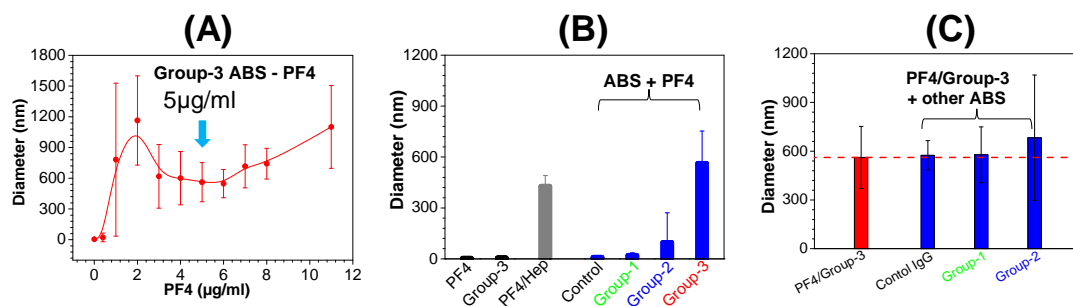 (A)
Group-3 ABS - PF4
5µg/ml
Diameter (nm)
1800
1500
1200
900
600
300
0
0 2 4 6 8 10 12
PF4 (µg/ml)
(B)
ABS + PF4
Diameter (nm)
1200
900
600
300
0
PF4
Group-3
PF4/Hep
Control
Group-1
Group-2
Group-3
(C)
PF4/Group-3
+ other ABS
Diameter (nm)
1200
900
600
300
0
PF4/Group-3
Contol IgG
Group-1
Group-2